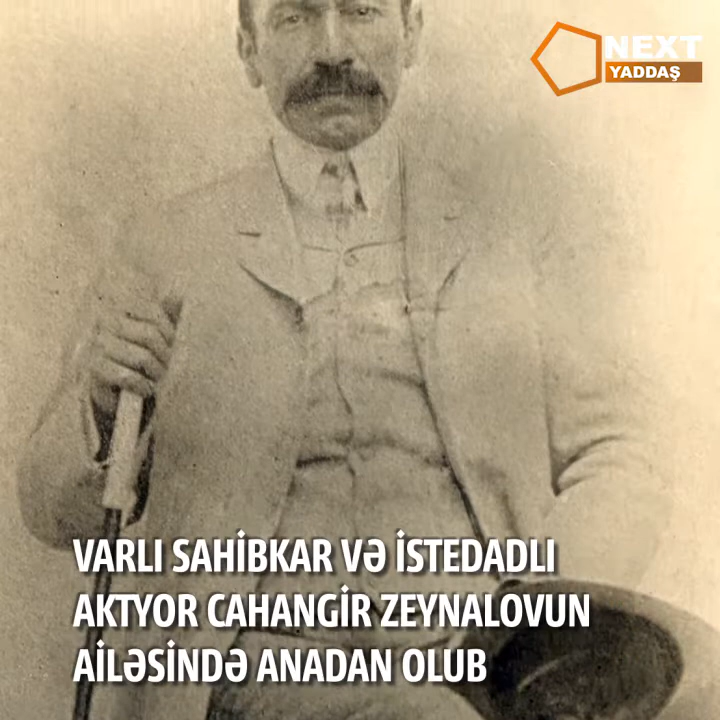 NEXT
YADDAŞ
VARLI SAHİBKAR VƏ İSTEDADLI
AKTYOR CAHANGİR ZEYNALOVUN
AİLƏSİNDƏ ANADAN OLUB